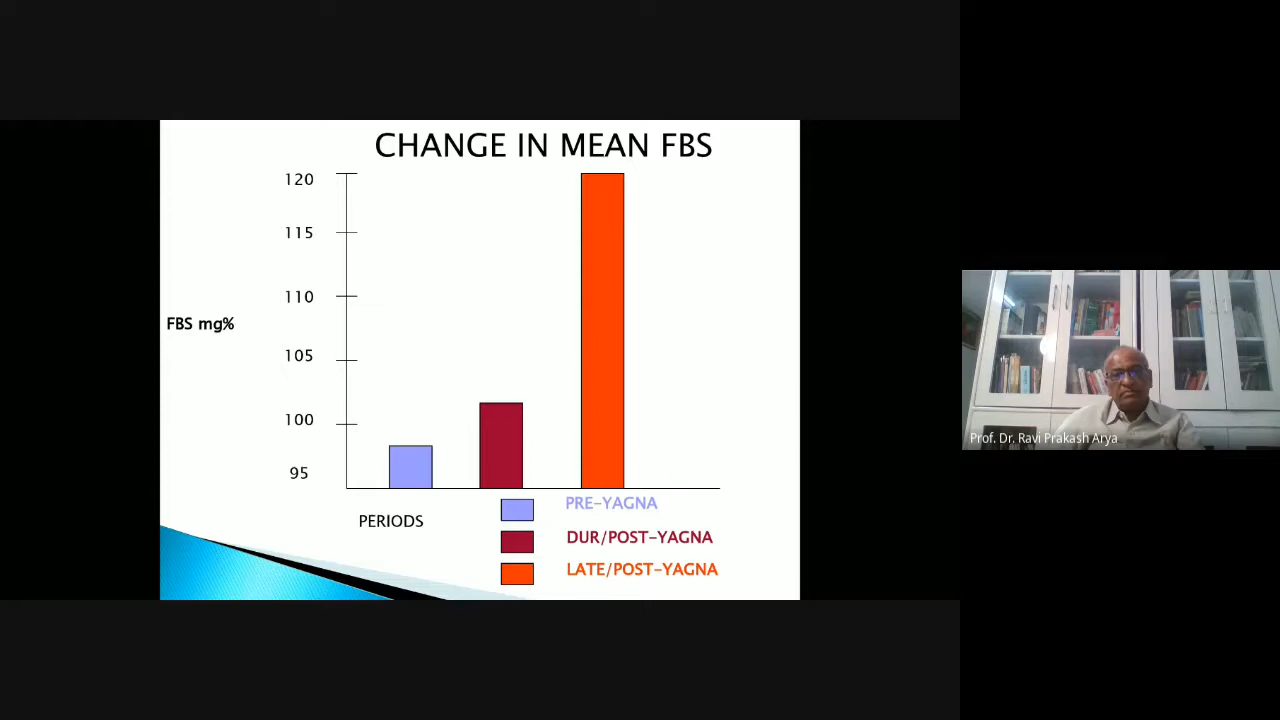 CHANGE IN MEAN FBS
120
115
110
FBS mg%
105
100
95
PERIODS
PRE-YAGNA
DUR/POST-YAGNA
LATE/POST-YAGNA
Prof. Dr. Ravi Prakash Arya